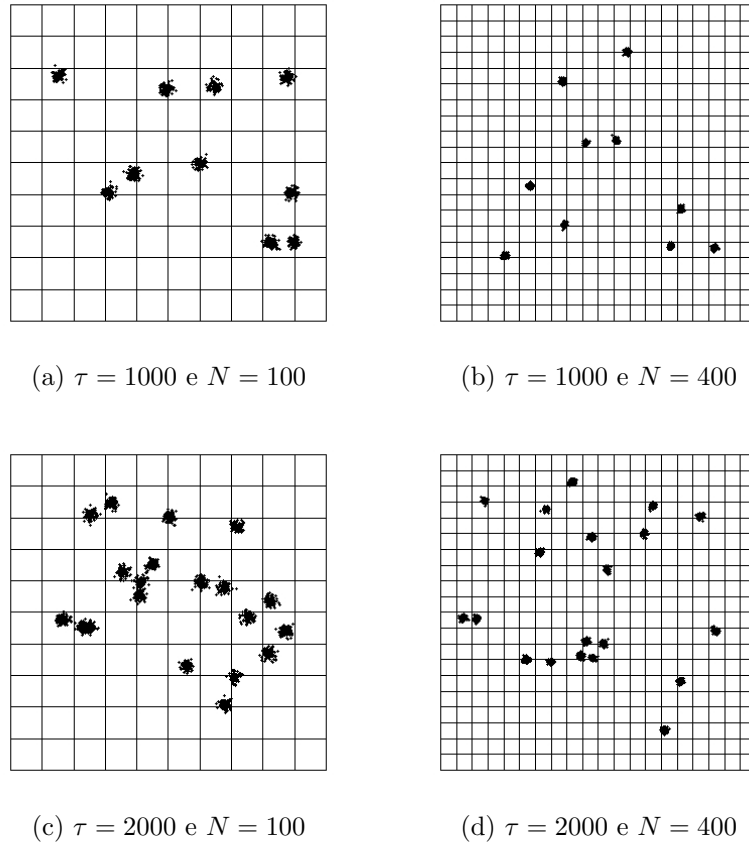 (a) τ = 1000 e N = 100
(b) τ = 1000 e N = 400
(c) τ = 2000 e N = 100
(d) τ = 2000 e N = 400